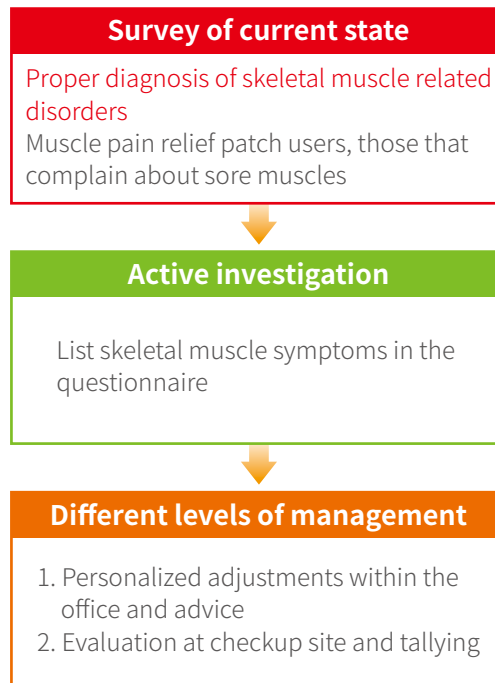 Survey of current state
Proper diagnosis of skeletal muscle related
disorders
Muscle pain relief patch users, those that
complain about sore muscles
Active investigation
List skeletal muscle symptoms in the
questionnaire
Different levels of management
1. Personalized adjustments within the
office and advice
2. Evaluation at checkup site and tallying